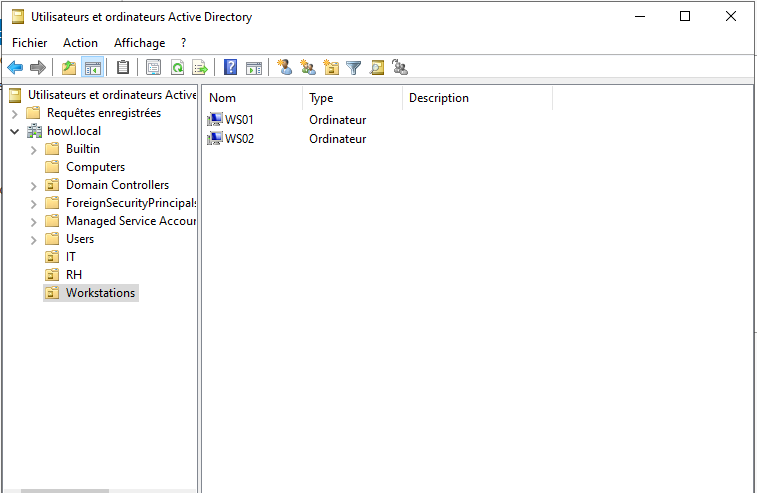 Utilisateurs et ordinateurs Active Directory
Fichier Action Affichage ?
Utilisateurs et ordinateurs Active
Requêtes enregistrées
howl.local
Builtin
Computers
Domain Controllers
ForeignSecurityPrincipals
Managed Service Accour
Users
IT
RH
Workstations
Nom Type Description
WS01 Ordinateur
WS02 Ordinateur